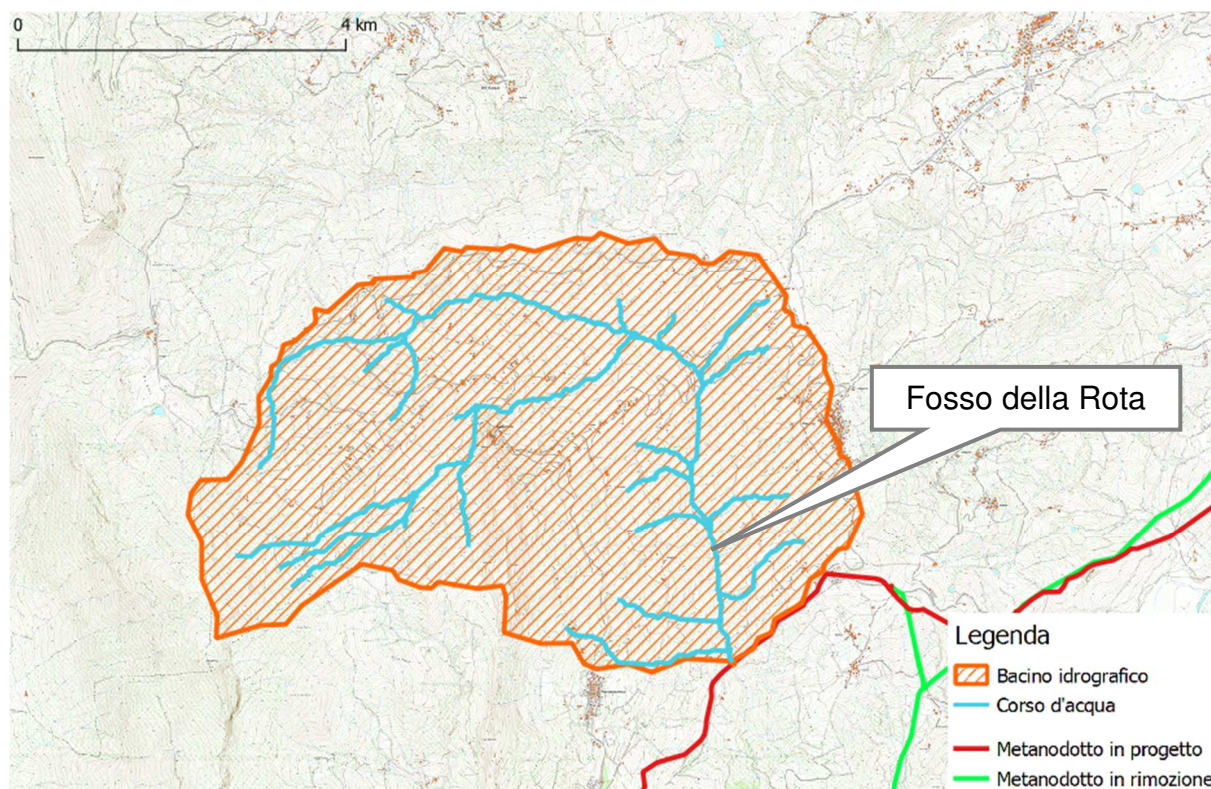 0 4 km
Fosso della Rota
Legenda
Bacino idrografico
Corso d'acqua
Metanodotto in progetto
Metanodotto in rimozione